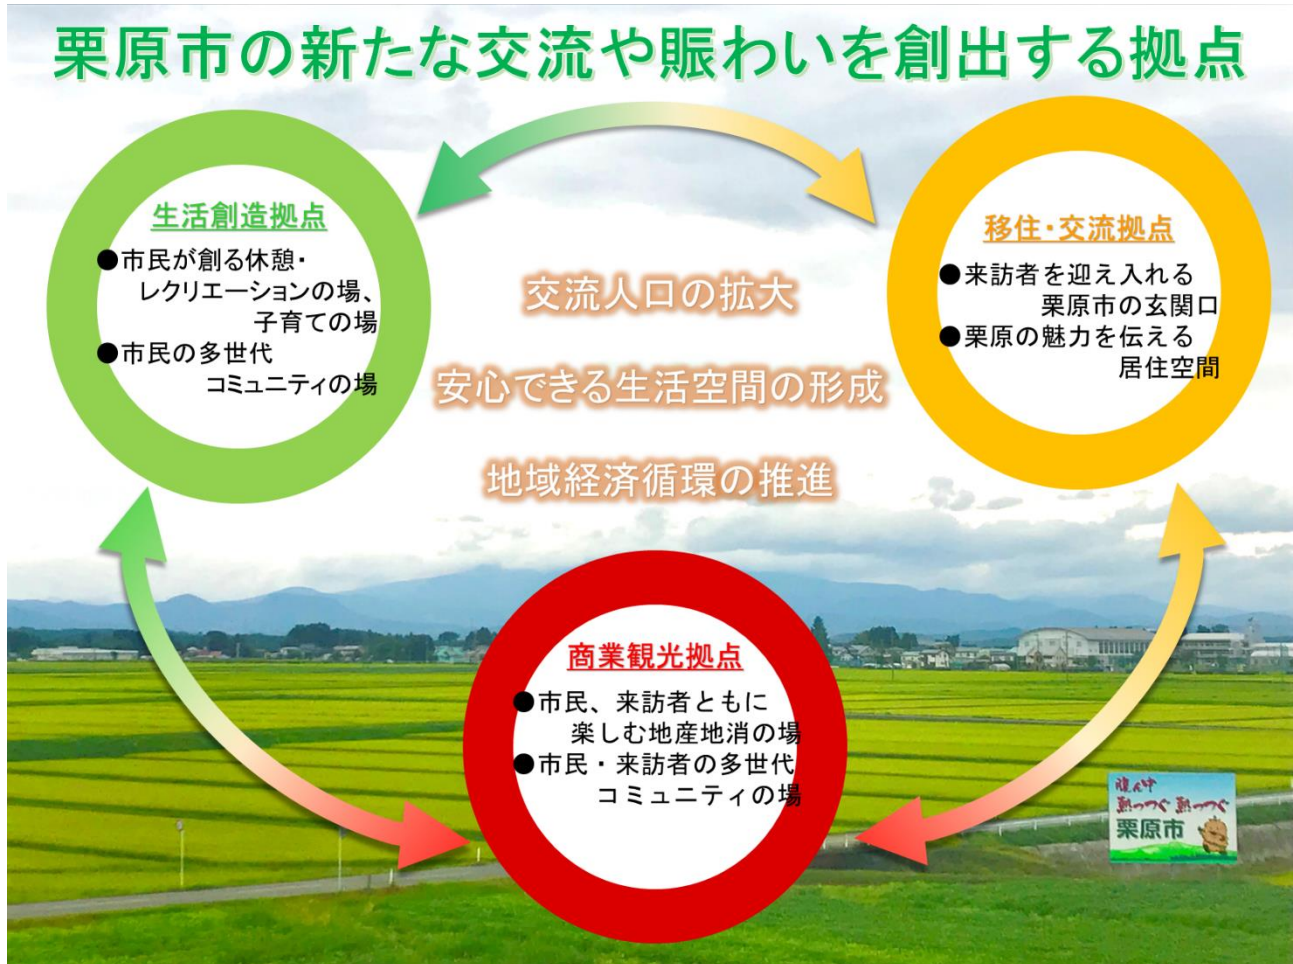 栗原市の新たな交流や賑わいを創出する拠点
生活創造拠点
●市民が創る休憩・
レクリエーションの場、
子育ての場
●市民の多世代
コミュニティの場
移住・交流拠点
●来訪者を迎え入れる
栗原市の玄関口
●栗原の魅力を伝える
居住空間
交流人口の拡大
安心できる生活空間の形成
地域経済循環の推進
商業観光拠点
●市民、来訪者ともに
楽しむ地産地消の場
●市民・来訪者の多世代
コミュニティの場
栗原市